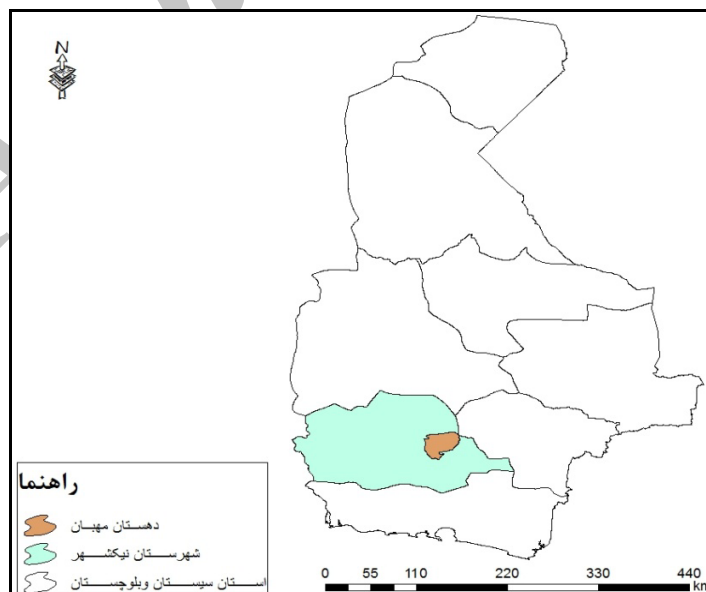 N
راهنما
دهستان مهبان
شهرستان نیکشهر
استان سیستان وبلوچستان
0 55 110 220 330 440
km